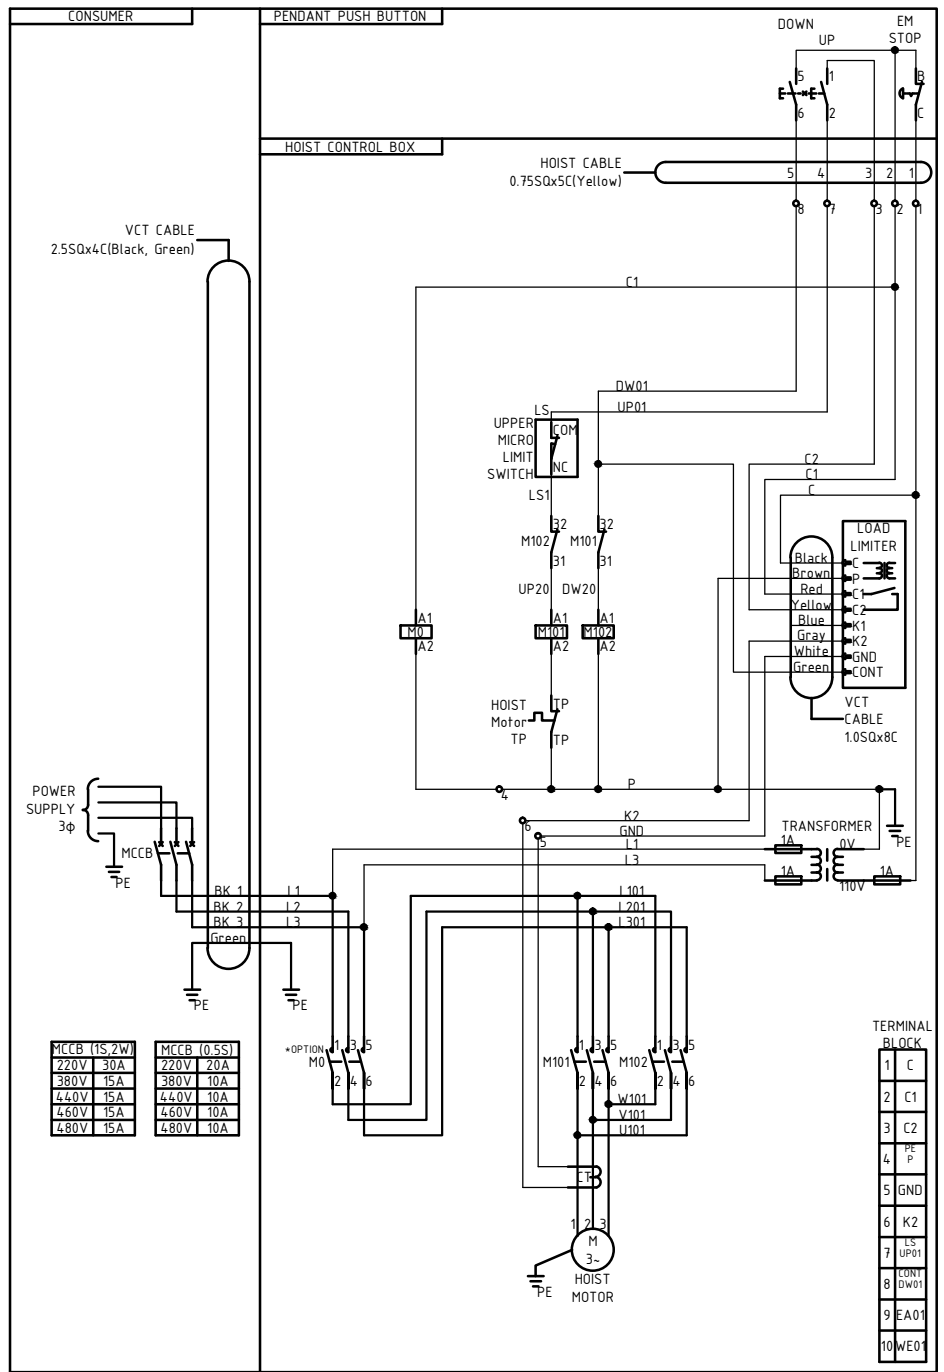 CONSUMER
PENDANT PUSH BUTTON
DOWN
UP
EM
STOP
5
1
B
6
2
C
HOIST CONTROL BOX
HOIST CABLE
0.75SQx5C(Yellow)
5
4
3
2
1
8
7
3
2
1
VCT CABLE
2.5SQx4C(Black, Green)
C1
DW01
UP01
LS
UPPER
MICRO
LIMIT
SWITCH
COM
NC
LS1
C2
C1
C
32
M102
31
32
M101
31
UP20
DW20
LOAD
LIMITER
Black
C
Brown
P
Red
C1
Yellow
C2
Blue
K1
Gray
K2
White
GND
Green
CONT
VCT
CABLE
1.0SQx8C
A1
M0
A2
A1
M101
A2
A1
M102
A2
HOIST
Motor
TP
TP
TP
4
P
6
K2
5
GND
L1
L3
TRANSFORMER
1A
0V
1A
110V
1A
PE
POWER
SUPPLY
3ϕ
MCCB
PE
BK 1
L1
BK 2
L2
BK 3
L3
Green
PE
PE
L101
L201
L301
MCCB (1S,2W)
220V 30A
380V 15A
440V 15A
460V 15A
480V 15A
MCCB (0.5S)
220V 20A
380V 10A
440V 10A
460V 10A
480V 10A
*OPTION
M0
1 3 5
2 4 6
M101
1 3 5
2 4 6
M102
1 3 5
2 4 6
W101
V101
U101
CT
1 2 3
M
3~
PE
HOIST
MOTOR
TERMINAL
BLOCK
1 C
2 C1
3 C2
4 PE
P
5 GND
6 K2
7 LS
UP01
8 CONT
DW01
9 EA01
10 WE01